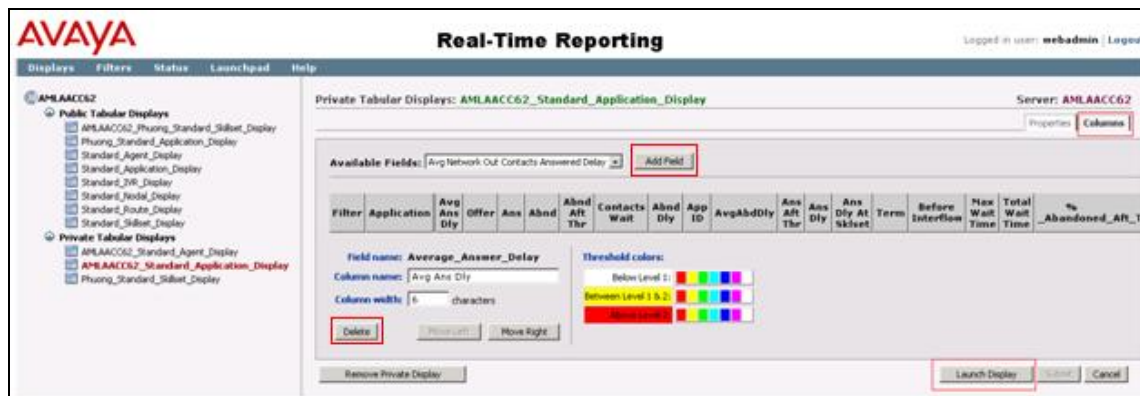 AVAYA
Real-Time Reporting
Logged in user: webadmin | Logout
Displays Filters Status Launchpad Help
AMLAACC62
Public Tabular Displays
AMLAACC62_Phuong_Standard_Skillset_Display
Phuong_Standard_Application_Display
Standard_Agent_Display
Standard_Application_Display
Standard_IVR_Display
Standard_Nodal_Display
Standard_Route_Display
Standard_Skillset_Display
Private Tabular Displays
AMLAACC62_Standard_Agent_Display
AMLAACC62_Standard_Application_Display
Phuong_Standard_Skillset_Display
Private Tabular Displays: AMLAACC62_Standard_Application_Display
Server: AMLAACC62
Properties Columns
Available Fields: Avg Network Out Contacts Answered Delay Add Field
Filter Application Avg Ans Dly Offer Ans Abnd Abnd Aft Thr Contacts Wait Abnd Dly App ID AvgAbdDly Ans Aft Thr Ans Dly Ans Dly At Sklset Term Before Interflow Max Wait Time Total Wait Time % _Abandoned_Aft_T
Field name: Average_Answer_Delay
Column name: Avg Ans Dly
Column width: 6 characters
Delete Move Left Move Right
Threshold colors:
Below Level 1:
Between Level 1 & 2:
Above Level 2:
Remove Private Display
Launch Display Submit Cancel